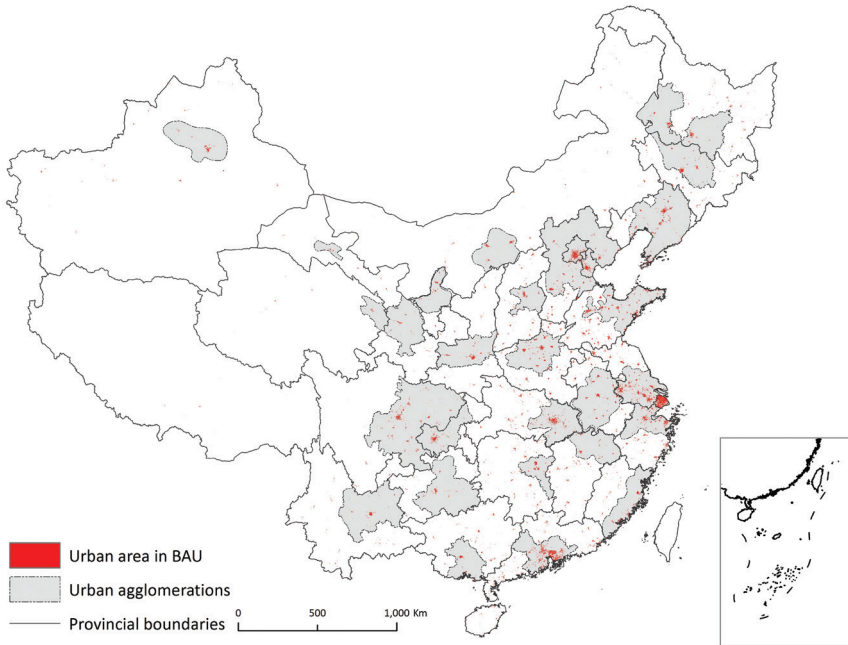 Urban area in BAU
Urban agglomerations
Provincial boundaries
0 500 1,000 Km